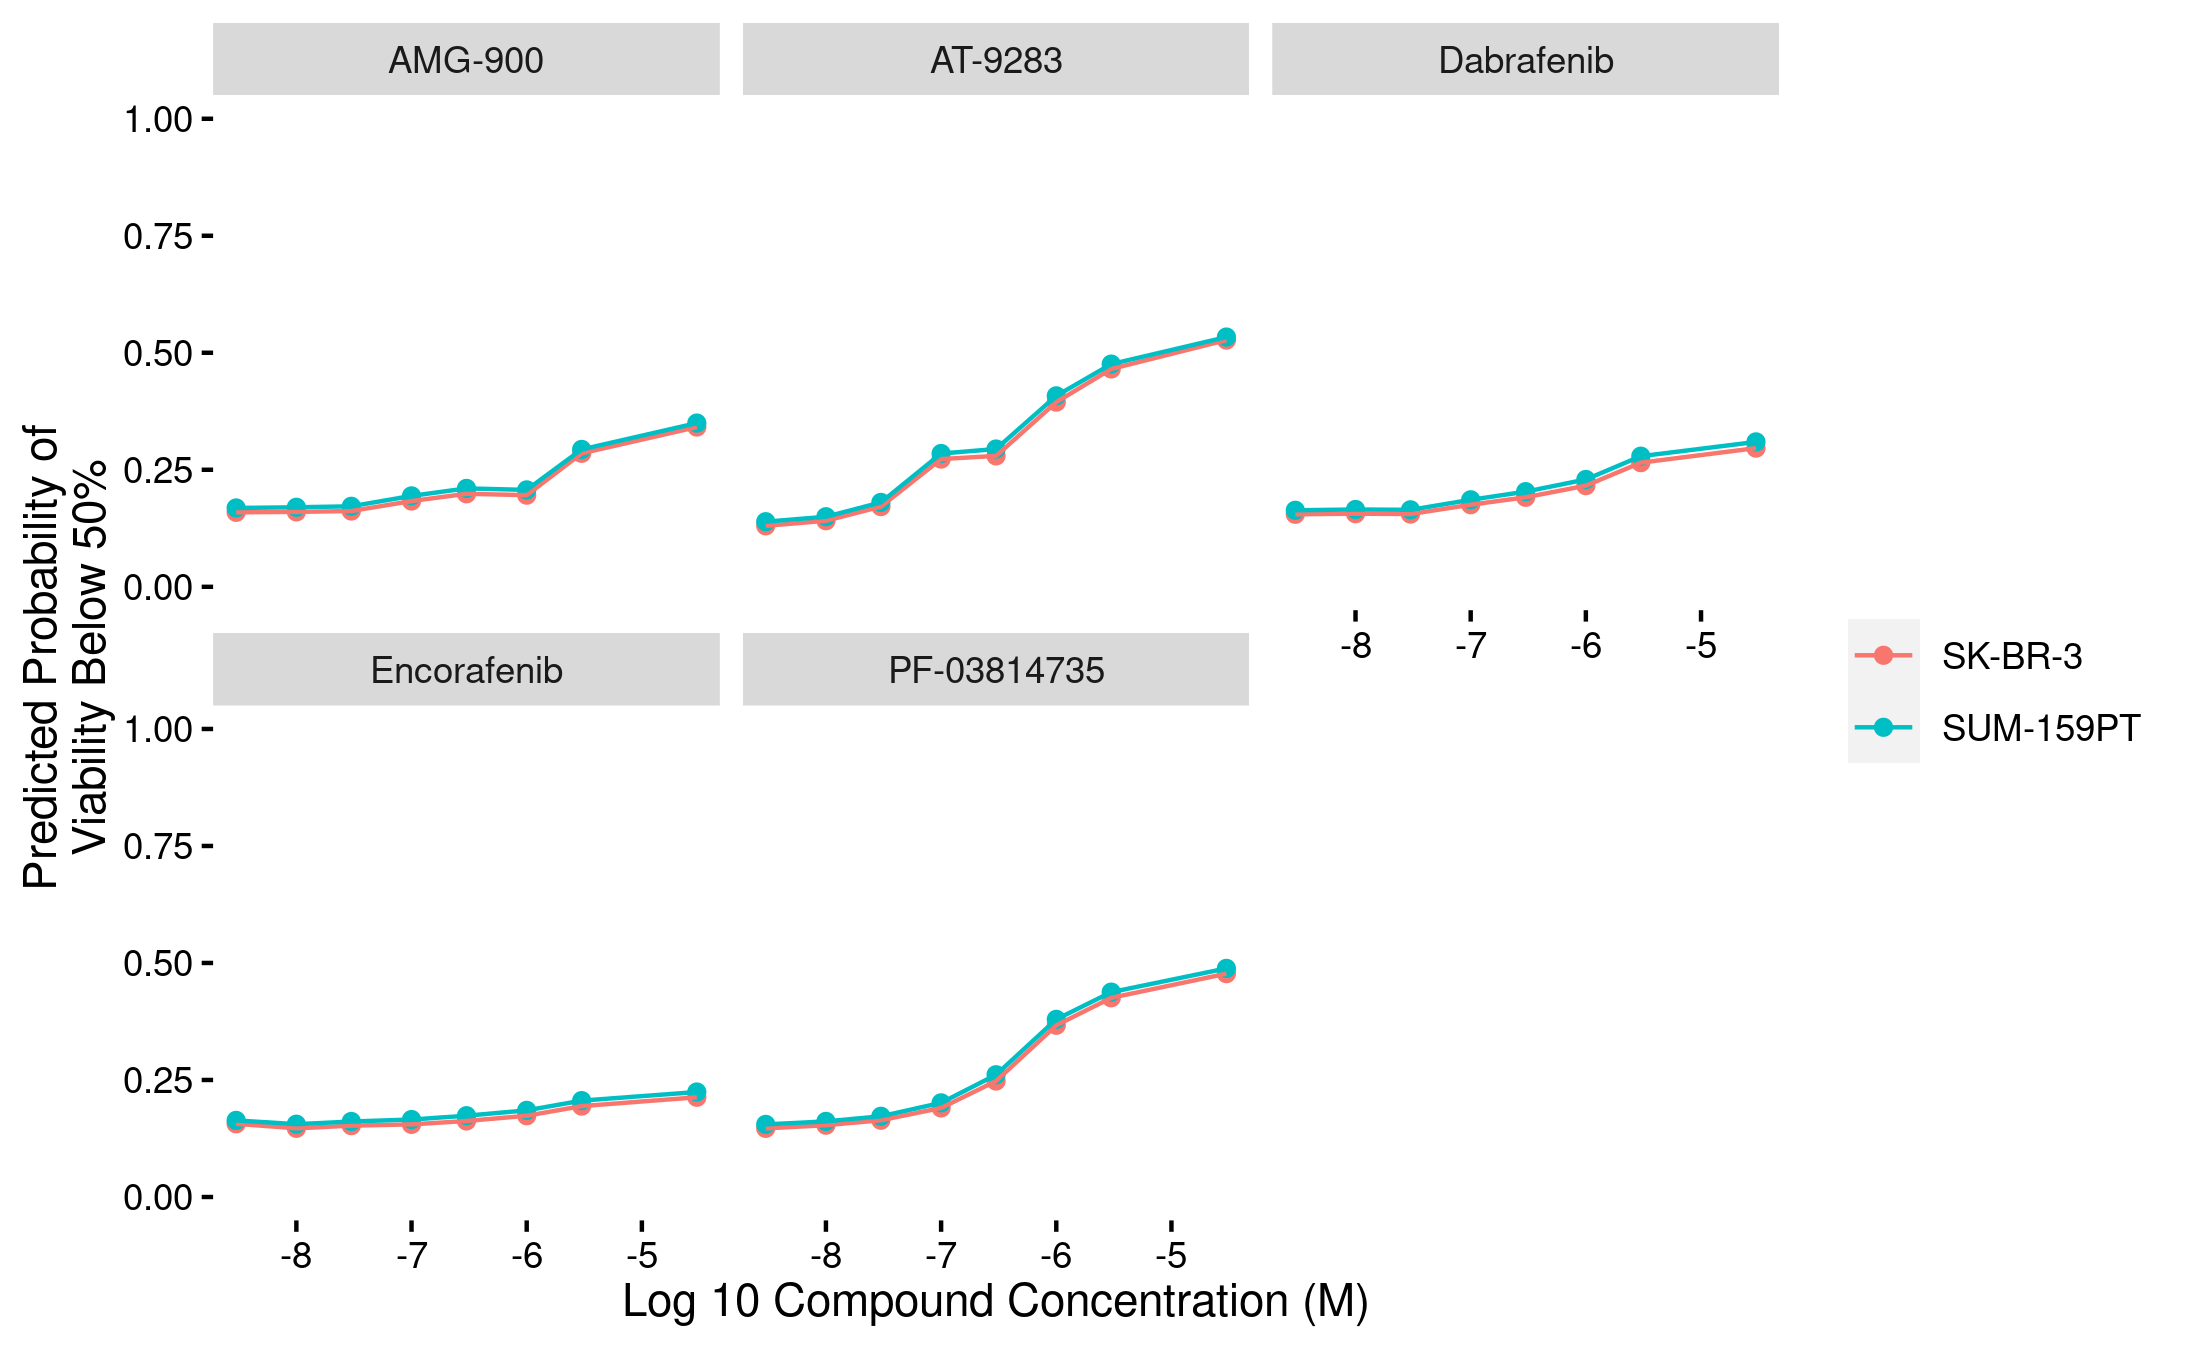 AMG-900
AT-9283
Dabrafenib
1.00
0.75
0.50
0.25
0.00
-8 -7 -6 -5
Encorafenib
PF-03814735
1.00
0.75
0.50
0.25
0.00
-8 -7 -6 -5
-8 -7 -6 -5
Predicted Probability of
Viability Below 50%
Log 10 Compound Concentration (M)
SK-BR-3
SUM-159PT